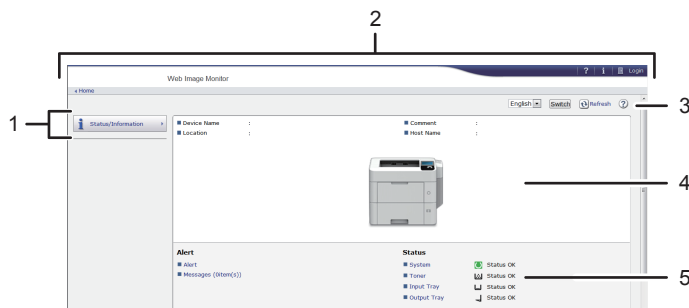 2
? | i | Login
Web Image Monitor
Home
English Switch Refresh ?
3
1
Status/Information
Device Name :
Comment :
Location :
Host Name :
4
Alert
Status
Alert
System Status OK
Messages (0item(s))
Toner Status OK
5
Input Tray Status OK
Output Tray Status OK